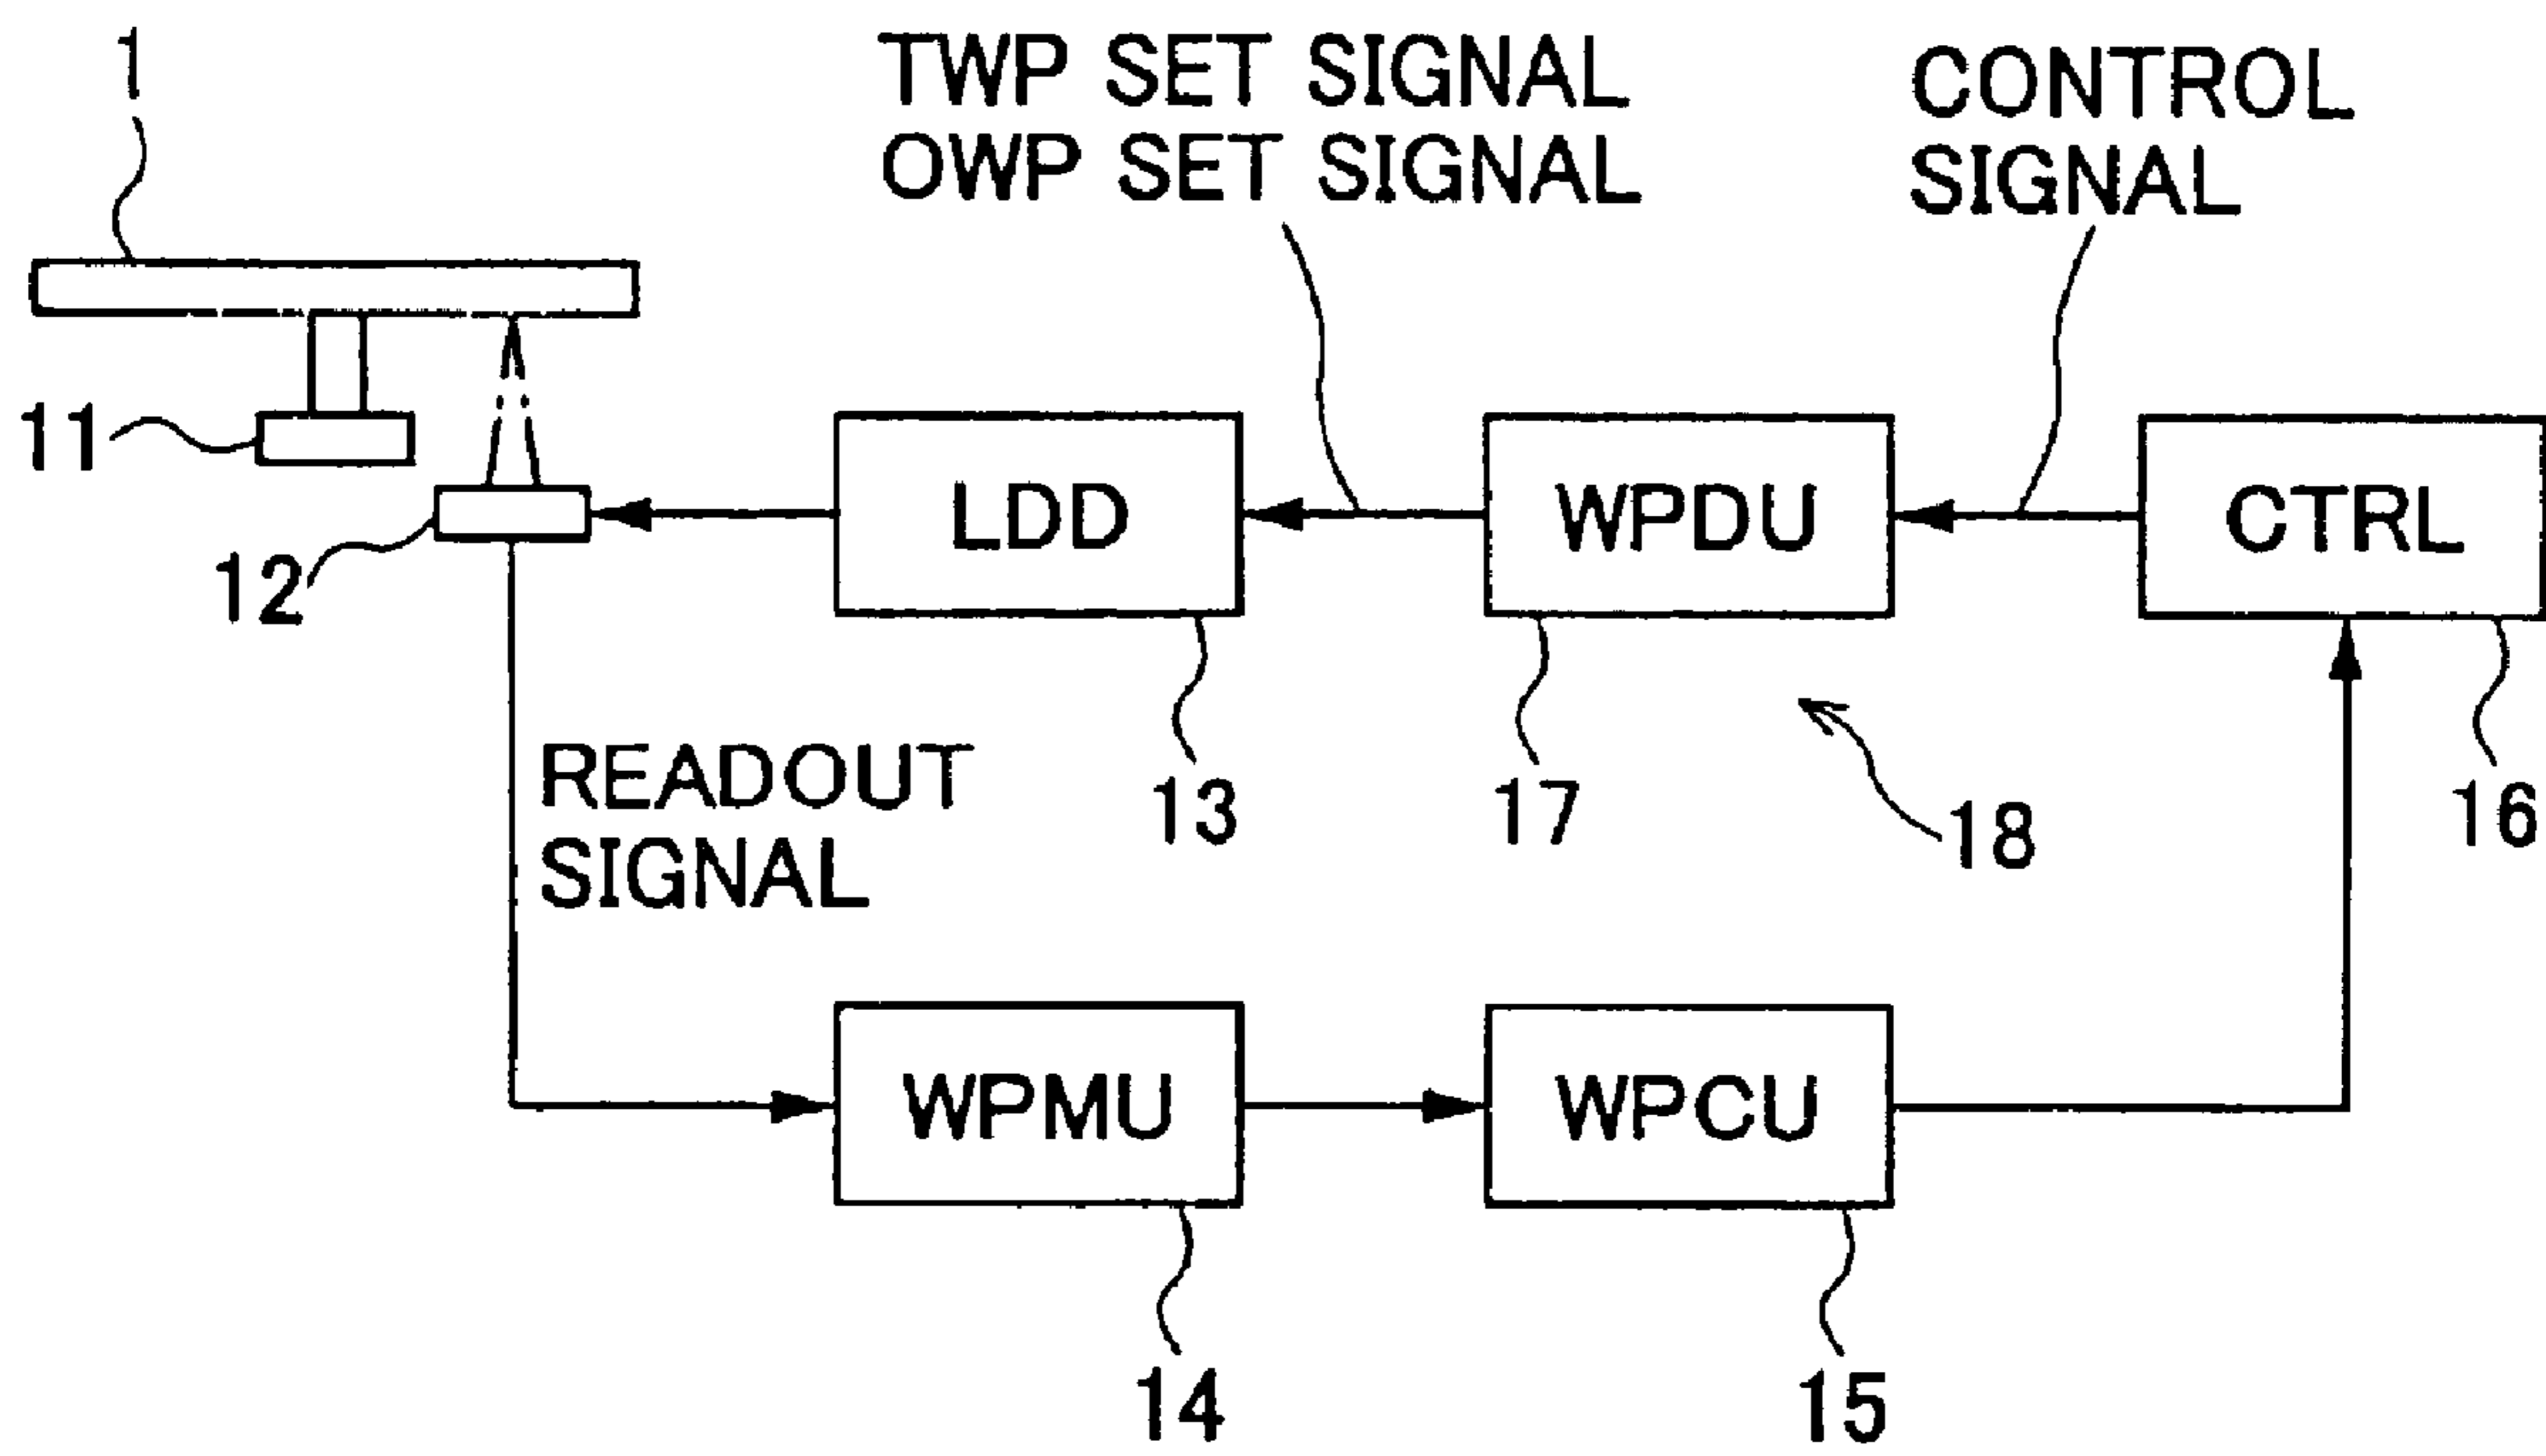 1
TWP SET SIGNAL
OWP SET SIGNAL
CONTROL
SIGNAL
11
12
LDD
WPDU
CTRL
13
17
18
16
READOUT
SIGNAL
WPMU
WPCU
14
15